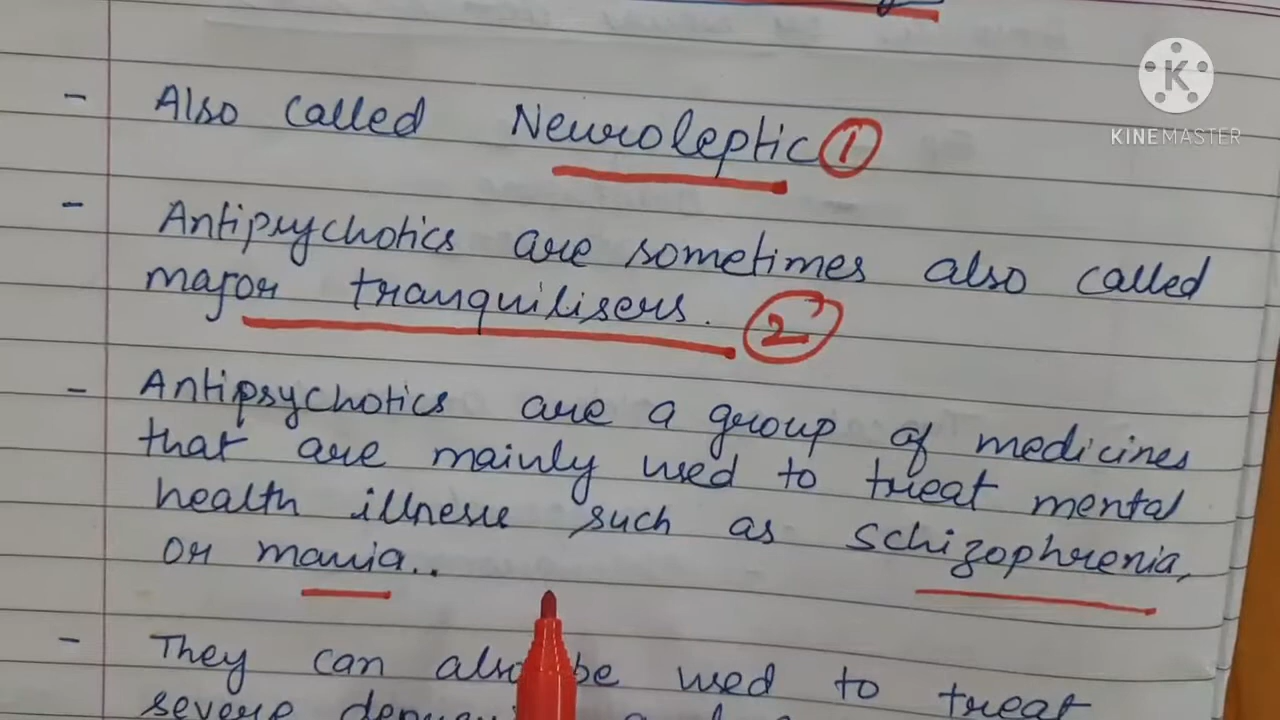 - Also called Neuroleptic 1
- Antipsychotics are sometimes also called
major tranquilisers. 2
- Antipsychotics are a group of medicines
that are mainly used to treat mental
health illness such as schizophrenia,
or mania..
- They can also be used to treat
severe
K
KINEMASTER